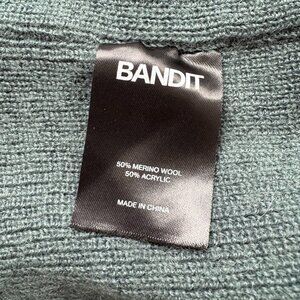 BANDIT
50% MERINO WOOL
50% ACRYLIC
MADE IN CHINA